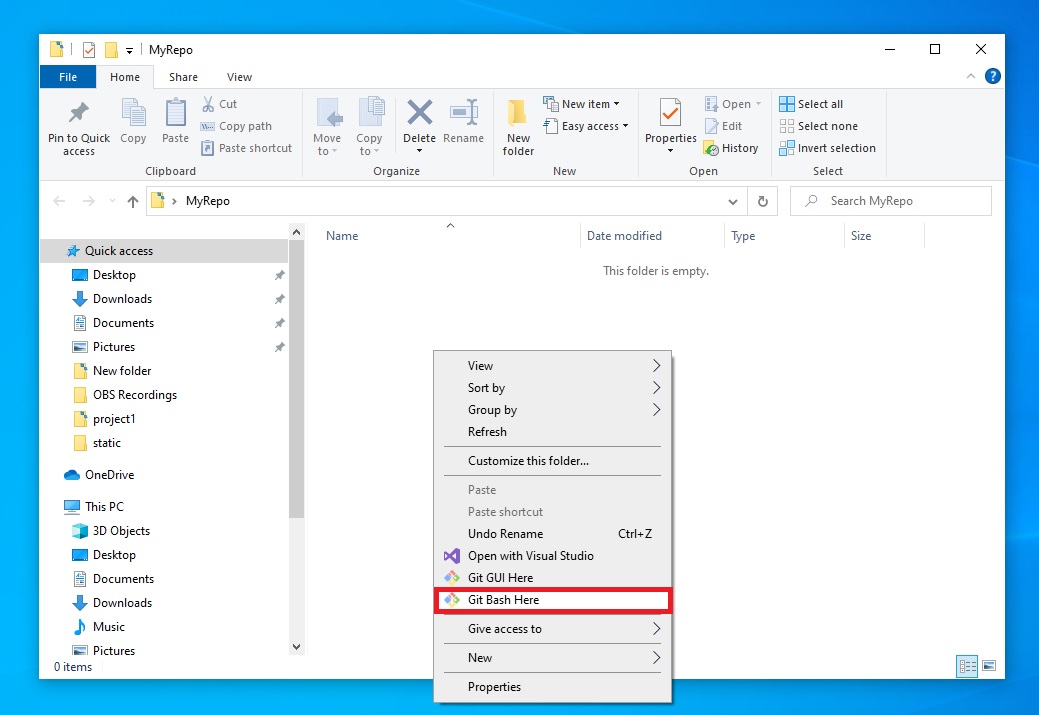 MyRepo
File Home Share View
Pin to Quick access
Copy
Paste
Cut
Copy path
Paste shortcut
Clipboard
Move to
Copy to
Delete
Rename
Organize
New folder
New item
Easy access
New
Properties
Open
Edit
History
Open
Select all
Select none
Invert selection
Select
MyRepo
Search MyRepo
Quick access
Desktop
Downloads
Documents
Pictures
New folder
OBS Recordings
project1
static
OneDrive
This PC
3D Objects
Desktop
Documents
Downloads
Music
Pictures
0 items
Name Date modified Type Size
This folder is empty.
View
Sort by
Group by
Refresh
Customize this folder...
Paste
Paste shortcut
Undo Rename Ctrl+Z
Open with Visual Studio
Git GUI Here
Git Bash Here
Give access to
New
Properties